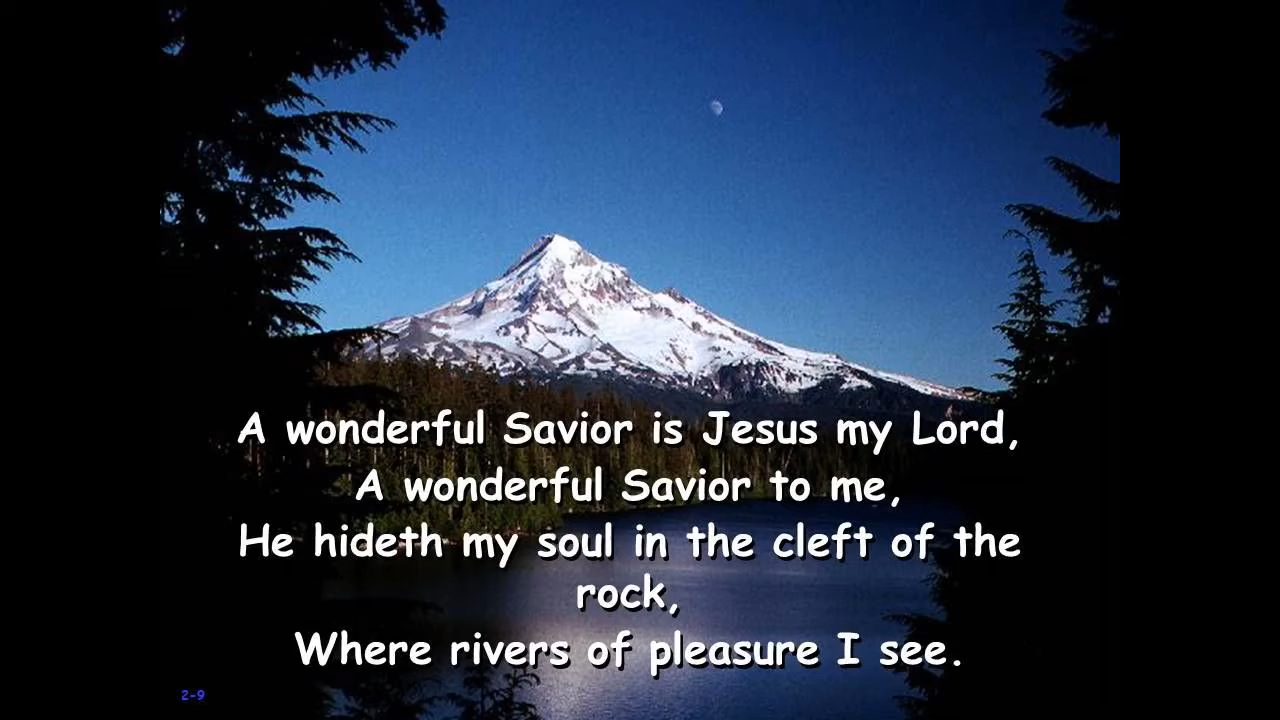 A wonderful Savior is Jesus my Lord,
A wonderful Savior to me,
He hideth my soul in the cleft of the
rock,
Where rivers of pleasure I see.
2-9